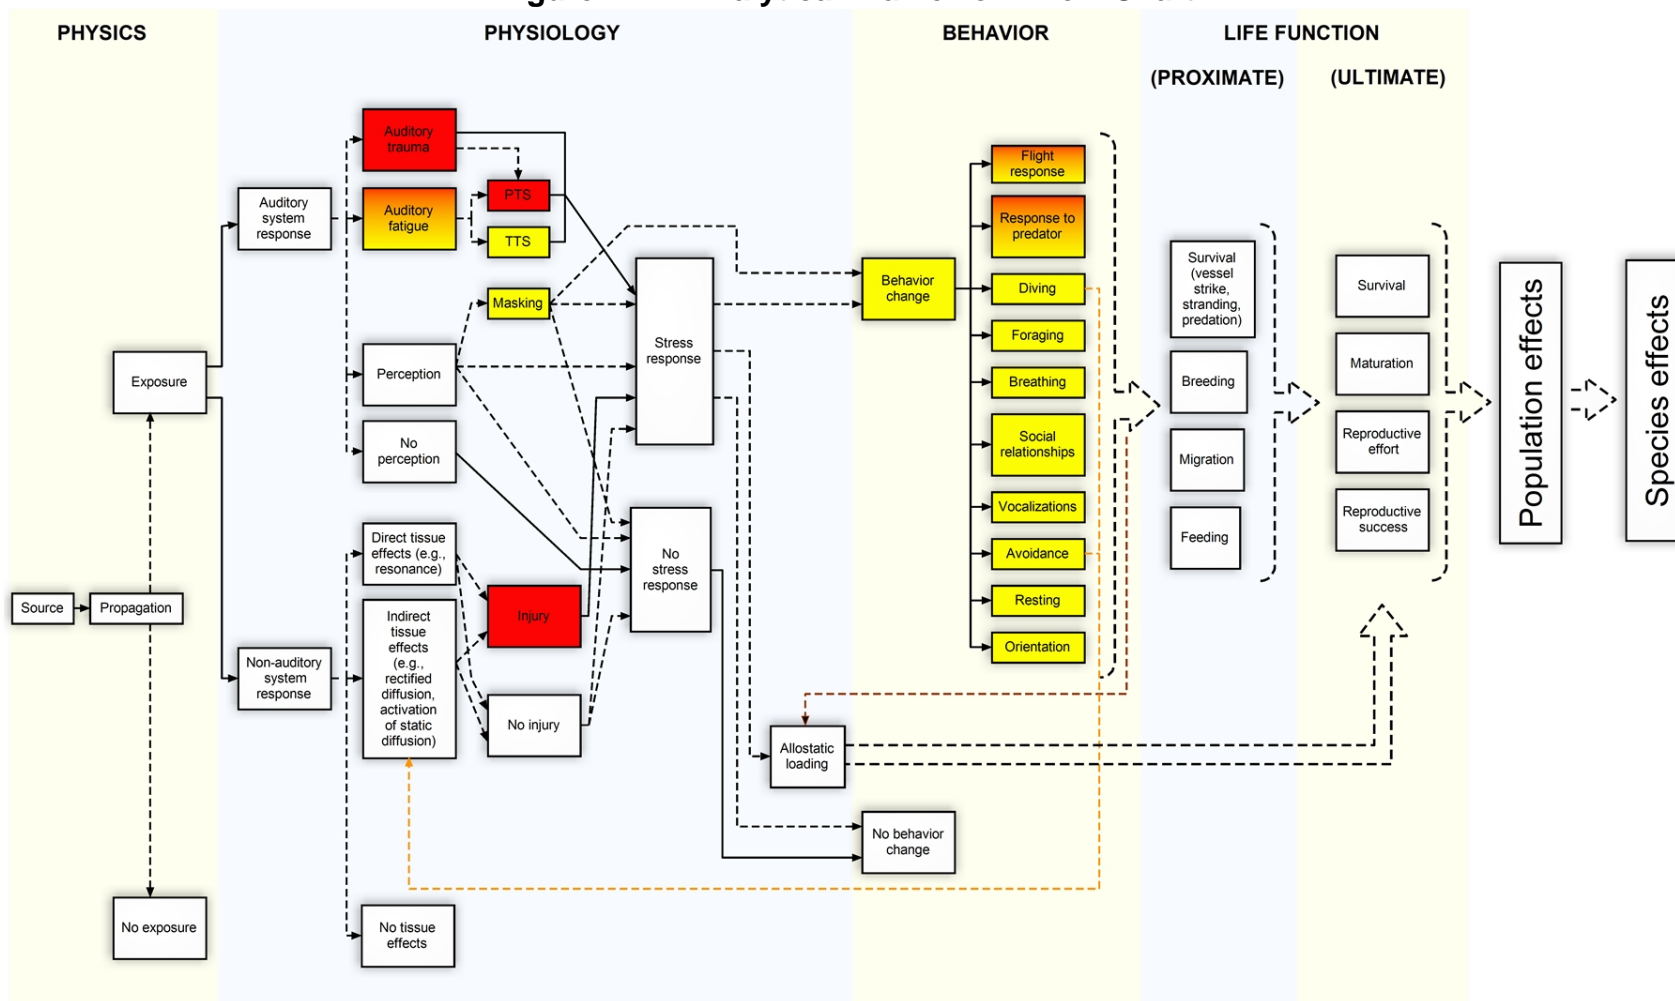 PHYSICS
PHYSIOLOGY
BEHAVIOR
LIFE FUNCTION
(PROXIMATE)
(ULTIMATE)
Source
Propagation
Exposure
No exposure
Auditory
system
response
Non-auditory
system
response
Auditory
trauma
Auditory
fatigue
Perception
No
perception
Direct tissue
effects (e.g.,
resonance)
Indirect
tissue
effects
(e.g.,
rectified
diffusion,
activation
of static
diffusion)
No tissue
effects
PTS
TTS
Masking
Injury
No injury
Stress
response
No
stress
response
Allostatic
loading
Behavior
change
No behavior
change
Flight
response
Response to
predator
Diving
Foraging
Breathing
Social
relationships
Vocalizations
Avoidance
Resting
Orientation
Survival
(vessel
strike,
stranding,
predation)
Breeding
Migration
Feeding
Survival
Maturation
Reproductive
effort
Reproductive
success
Population effects
Species effects